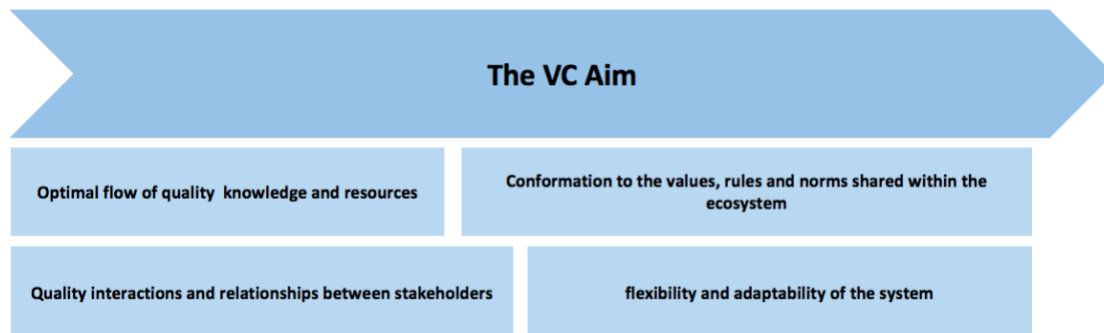 The VC Aim
Optimal flow of quality knowledge and resources
Conformation to the values, rules and norms shared within the
ecosystem
Quality interactions and relationships between stakeholders
flexibility and adaptability of the system